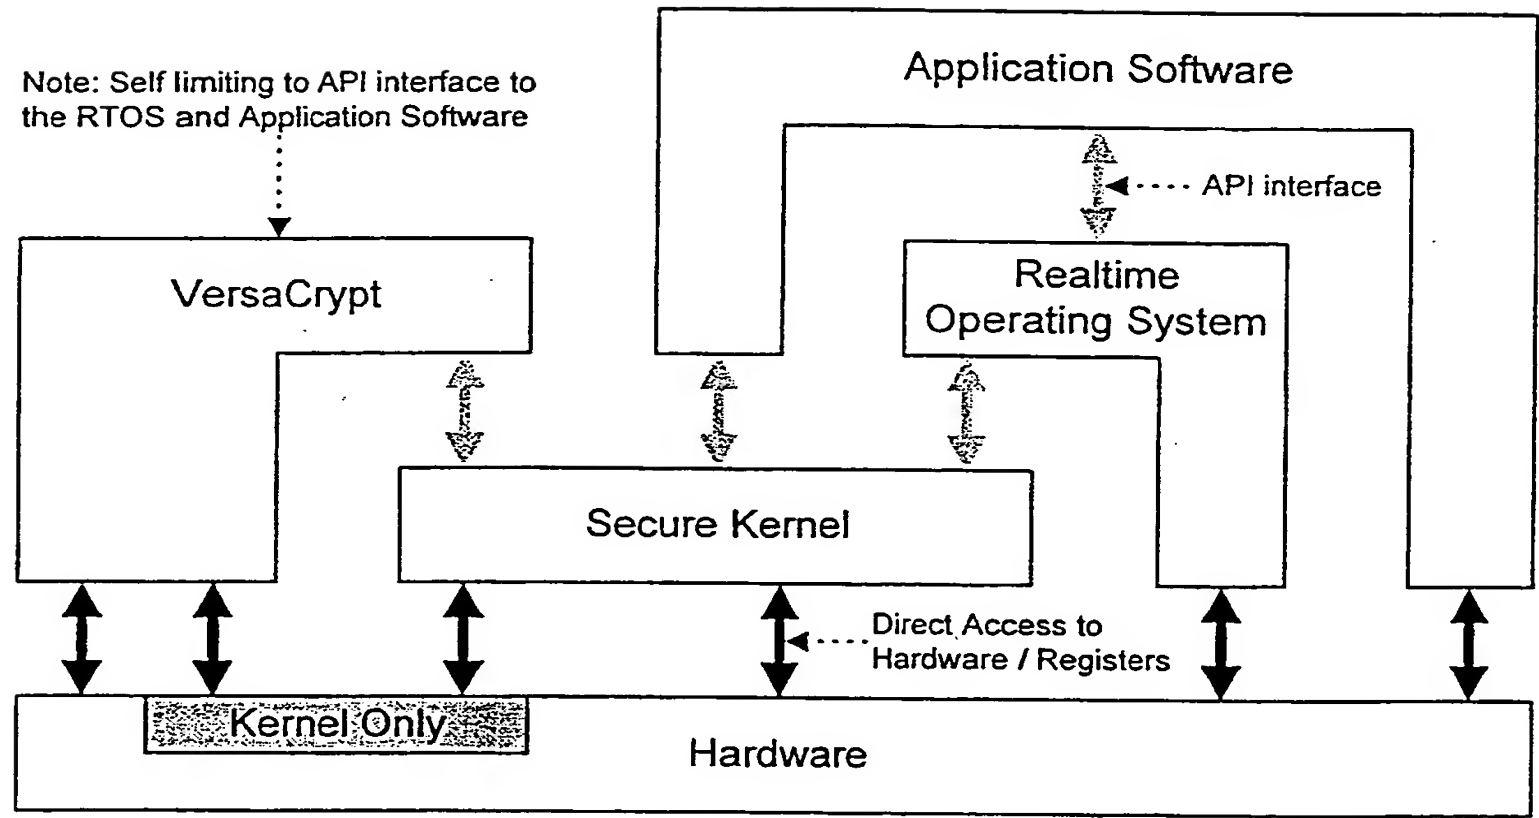 Application Software
Note: Self limiting to API interface to
the RTOS and Application Software
API interface
VersaCrypt
Realtime
Operating System
Secure Kernel
Direct Access to
Hardware / Registers
Kernel Only
Hardware